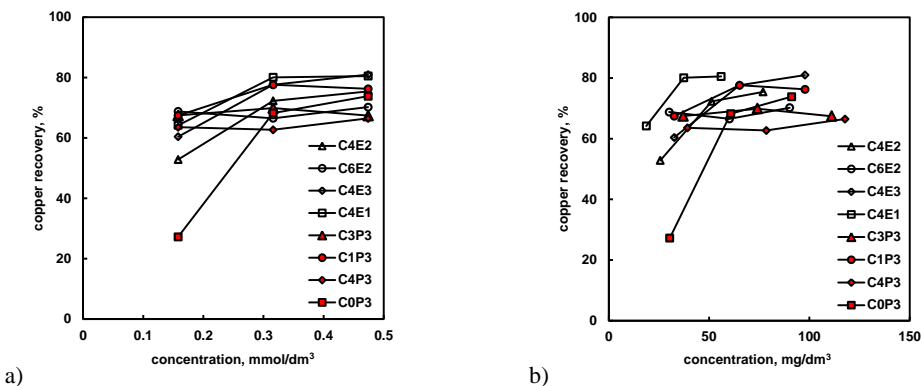 100
80
60
40
20
0
copper recovery, %
0 0.1 0.2 0.3 0.4 0.5
concentration, mmol/dm³
C4E2
C6E2
C4E3
C4E1
C3P3
C1P3
C4P3
C0P3
a)
100
80
60
40
20
0
copper recovery, %
0 50 100 150
concentration, mg/dm³
C4E2
C6E2
C4E3
C4E1
C3P3
C1P3
C4P3
C0P3
b)